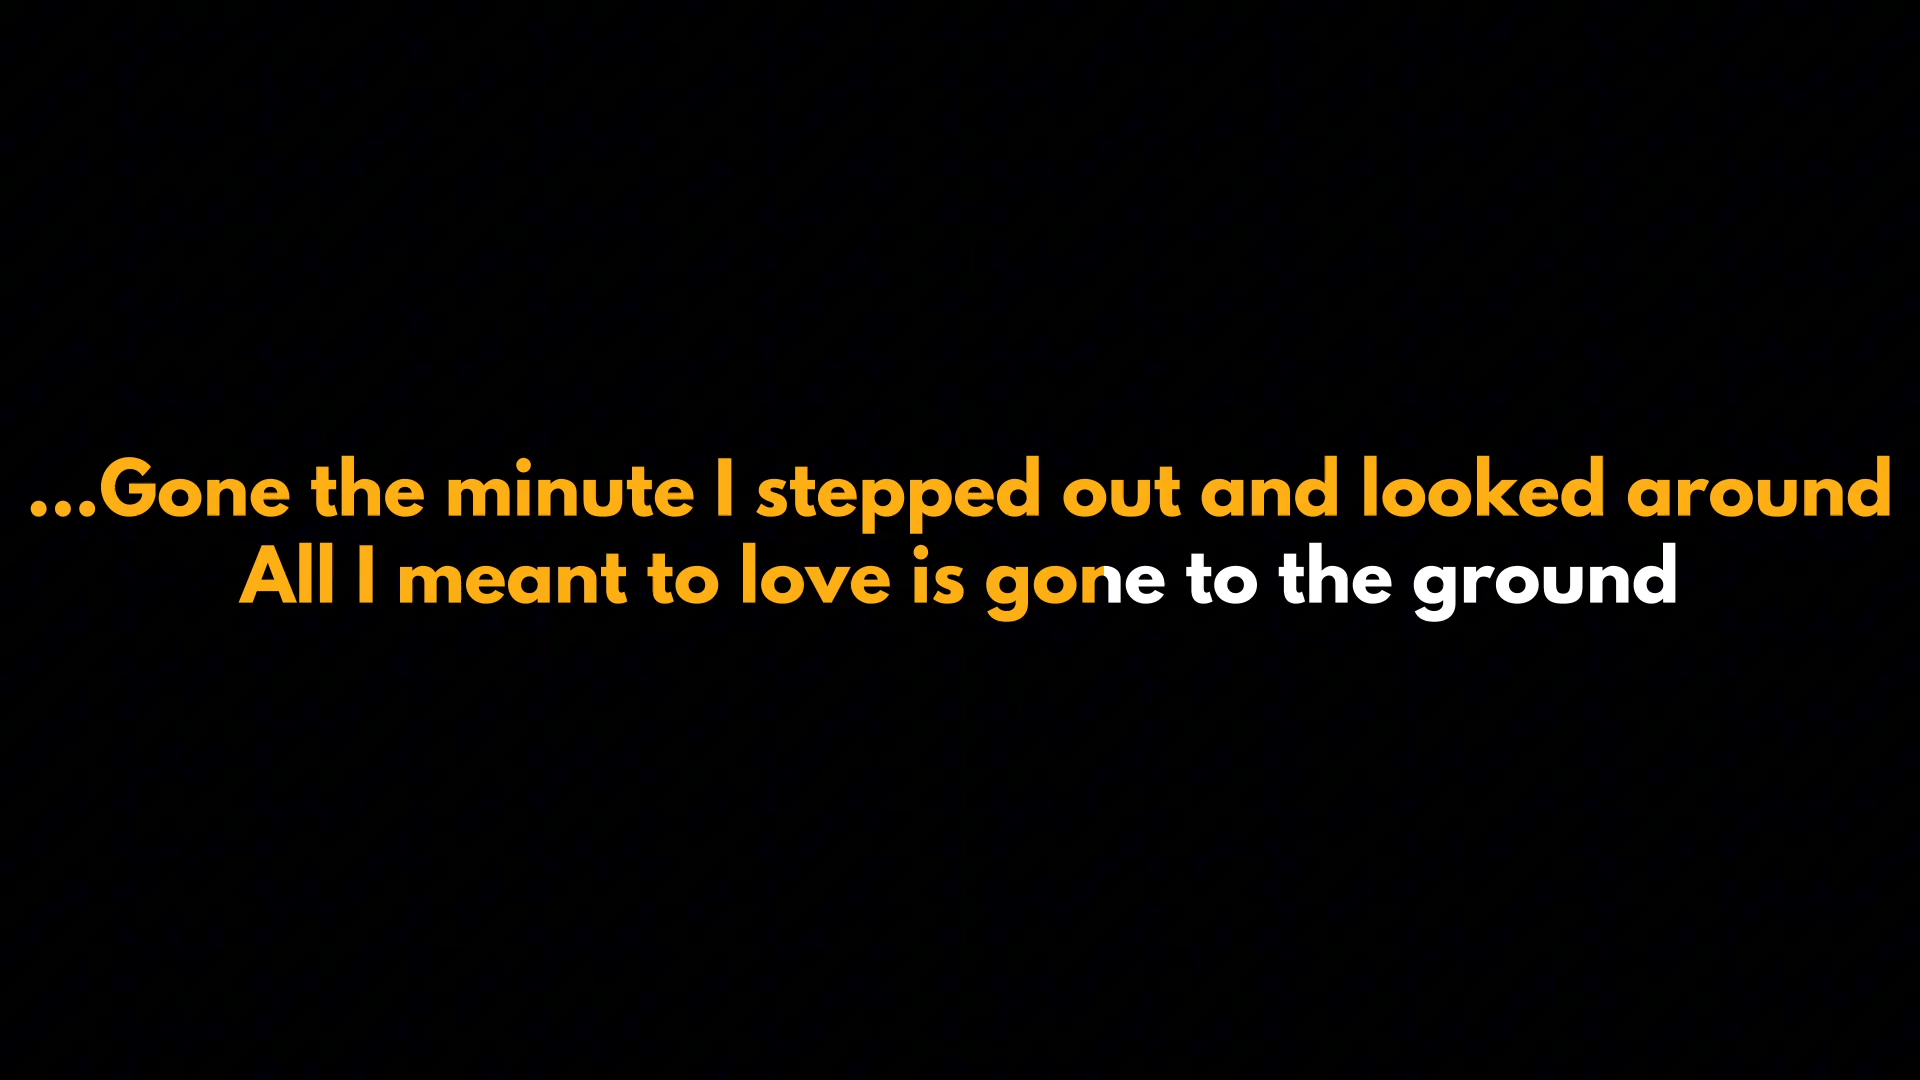 ...Gone the minute I stepped out and looked around
All I meant to love is gone to the ground